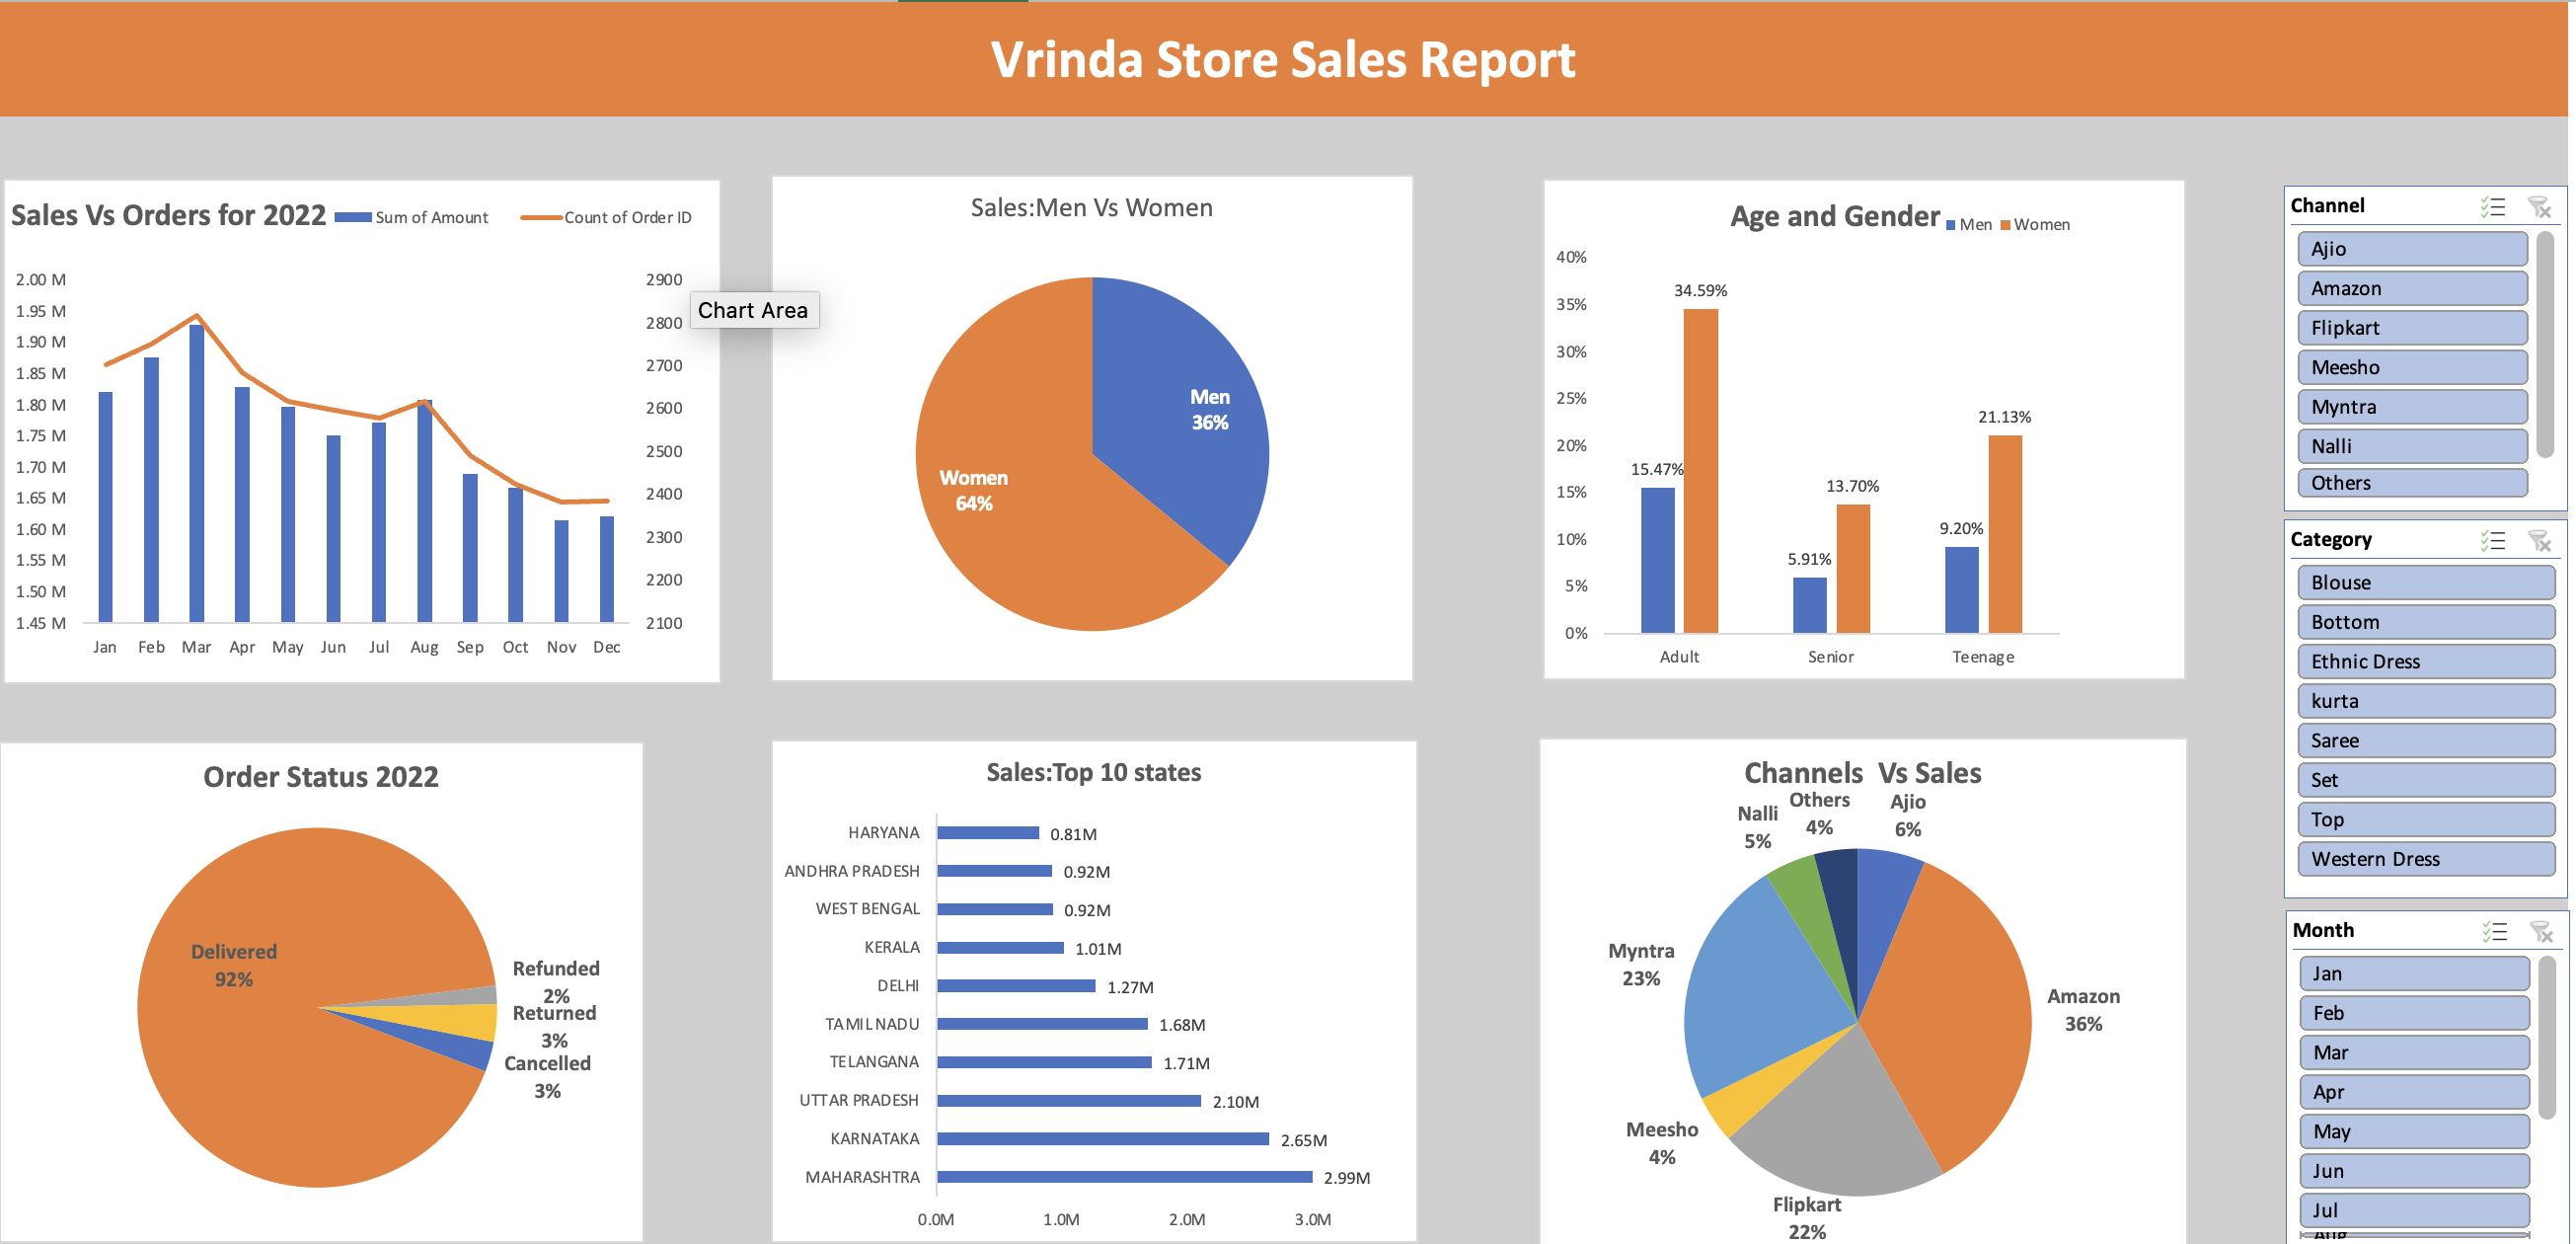 Vrinda Store Sales Report
Sales Vs Orders for 2022
Sum of Amount
Count of Order ID
2.00 M
1.95 M
1.90 M
1.85 M
1.80 M
1.75 M
1.70 M
1.65 M
1.60 M
1.55 M
1.50 M
1.45 M
2900
2800
2700
2600
2500
2400
2300
2200
2100
Jan Feb Mar Apr May Jun Jul Aug Sep Oct Nov Dec
Chart Area
Sales:Men Vs Women
Men
36%
Women
64%
Age and Gender
Men Women
40%
35%
30%
25%
20%
15%
10%
5%
0%
15.47%
34.59%
5.91%
13.70%
9.20%
21.13%
Adult Senior Teenage
Order Status 2022
Delivered
92%
Refunded
2%
Returned
3%
Cancelled
3%
Sales:Top 10 states
HARYANA 0.81M
ANDHRA PRADESH 0.92M
WEST BENGAL 0.92M
KERALA 1.01M
DELHI 1.27M
TAMIL NADU 1.68M
TELANGANA 1.71M
UTTAR PRADESH 2.10M
KARNATAKA 2.65M
MAHARASHTRA 2.99M
0.0M 1.0M 2.0M 3.0M
Channels Vs Sales
Nalli
5%
Others
4%
Ajio
6%
Myntra
23%
Amazon
36%
Meesho
4%
Flipkart
22%
Channel
Ajio
Amazon
Flipkart
Meesho
Myntra
Nalli
Others
Category
Blouse
Bottom
Ethnic Dress
kurta
Saree
Set
Top
Western Dress
Month
Jan
Feb
Mar
Apr
May
Jun
Jul
Aug